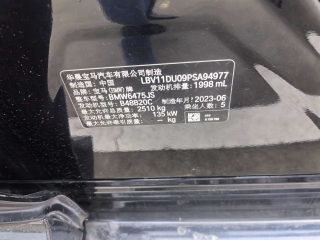 华晨宝马汽车有限公司制造
制造国：中国 LBV11DU09PSA94977
品牌：宝马(BMW)牌 发动机排量：1998 mL
整车型号：BMW6475JS
发动机型号：B48B20C 制造年月：2023-06
最大允许总质量：2510 kg 乘坐人数：5
发动机最大净功率：135 kW